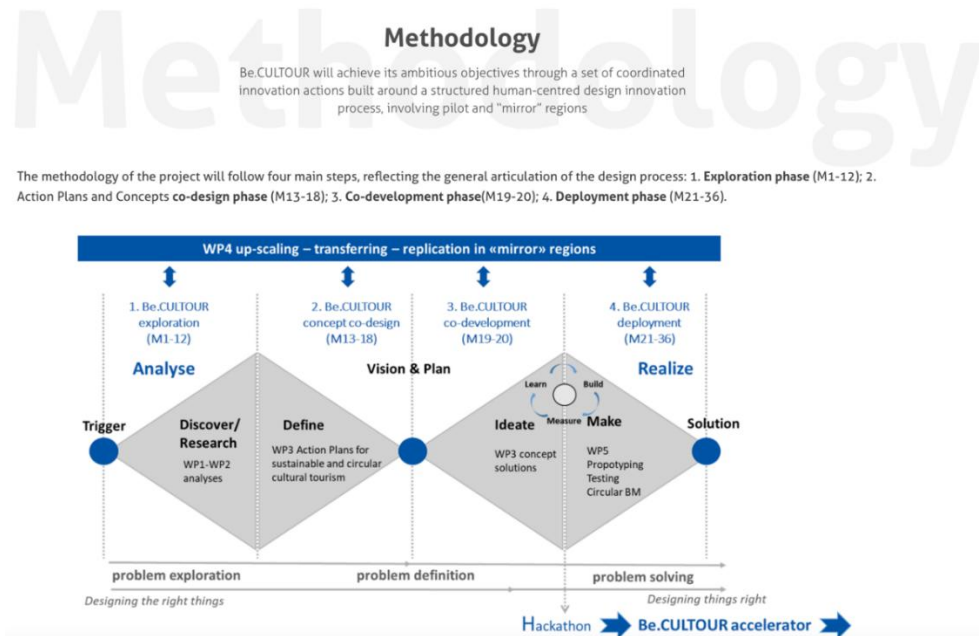 Methodology
Methodology
Be.CULTOUR will achieve its ambitious objectives through a set of coordinated
innovation actions built around a structured human-centred design innovation
process, involving pilot and "mirror" regions
The methodology of the project will follow four main steps, reflecting the general articulation of the design process: 1. Exploration phase (M1-12); 2.
Action Plans and Concepts co-design phase (M13-18); 3. Co-development phase(M19-20); 4. Deployment phase (M21-36).
WP4 up-scaling – transferring – replication in «mirror» regions
1. Be.CULTOUR
exploration
(M1-12)
2. Be.CULTOUR
concept co-design
(M13-18)
3. Be.CULTOUR
co-development
(M19-20)
4. Be.CULTOUR
deployment
(M21-36)
Analyse
Vision & Plan
Realize
Trigger
Discover/
Research
WP1-WP2
analyses
Define
WP3 Action Plans for
sustainable and circular
cultural tourism
Learn
Build
Measure
Ideate
WP3 concept
solutions
Make
WP5
Propotyping
Testing
Circular BM
Solution
problem exploration
problem definition
problem solving
Designing the right things
Designing things right
Hackathon
Be.CULTOUR accelerator